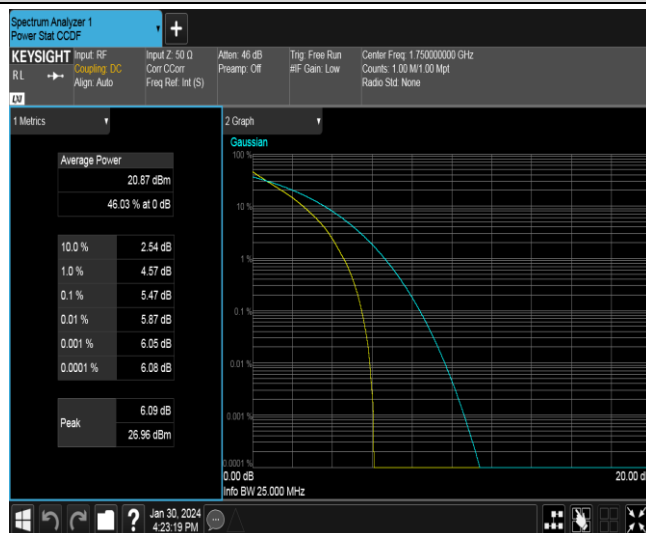 Spectrum Analyzer 1
Power Stat CCDF
+
KEYSIGHT Input: RF Input Z: 50 Ω Atten: 46 dB Trig: Free Run Center Freq: 1.750000000 GHz
RL Coupling: DC Corr CCorr Preamp: Off #IF Gain: Low Counts: 1.00 M/1.00 Mpt
Align: Auto Freq Ref: Int (S) Radio Std: None
LXI
1 Metrics
Average Power
20.87 dBm
46.03 % at 0 dB
10.0 % 2.54 dB
1.0 % 4.57 dB
0.1 % 5.47 dB
0.01 % 5.87 dB
0.001 % 6.05 dB
0.0001 % 6.08 dB
Peak
6.09 dB
26.96 dBm
2 Graph
Gaussian
100 %
10 %
1 %
0.1 %
0.01 %
0.001 %
0.0001 %
0.00 dB 20.00 d
Info BW 25.000 MHz
? Jan 30, 2024
4:23:19 PM